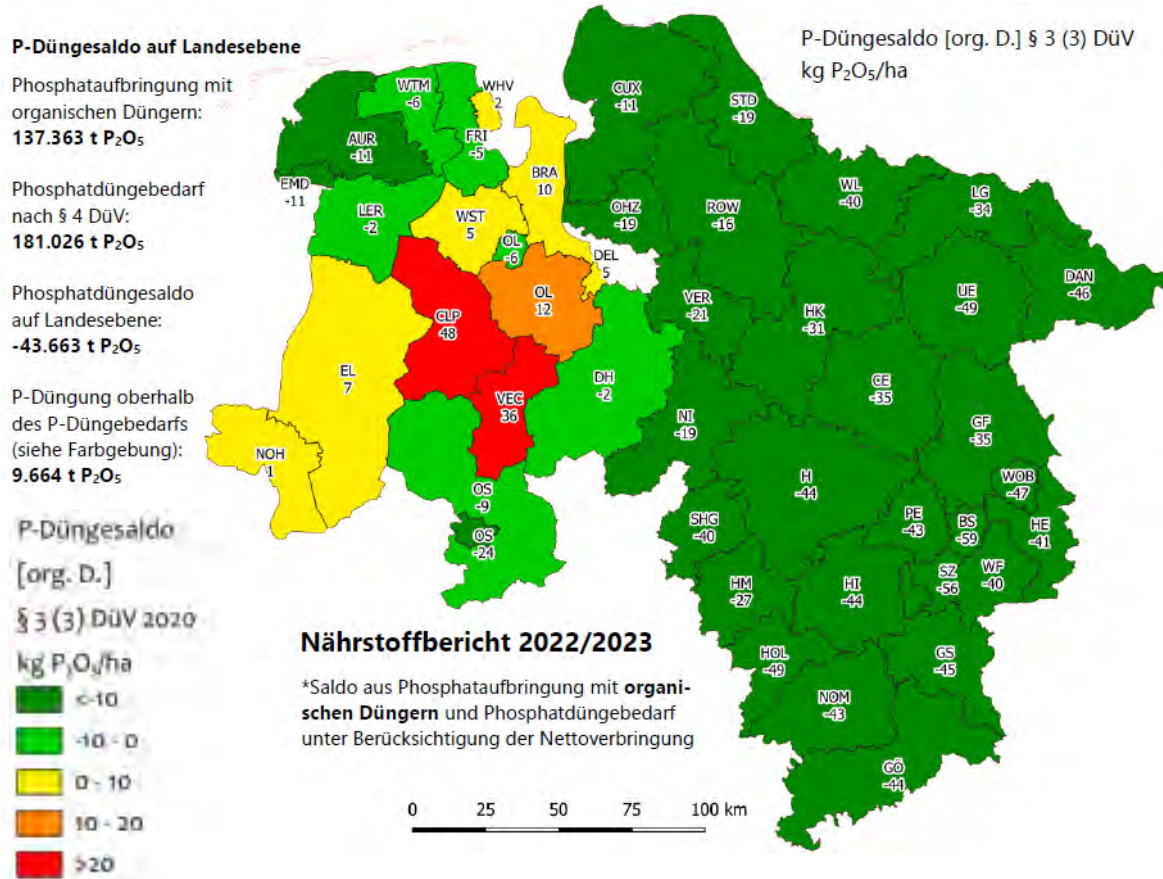 P-Düngesaldo auf Landesebene
Phosphataufbringung mit
organischen Düngern:
137.363 t P₂O₅
Phosphatdüngebedarf
nach § 4 DüV:
181.026 t P₂O₅
Phosphatdüngesaldo
auf Landesebene:
-43.663 t P₂O₅
P-Düngung oberhalb
des P-Düngebedarfs
(siehe Farbgebung):
9.664 t P₂O₅
P-Düngesaldo
[org. D.]
§ 3 (3) DüV 2020
kg P₂O₅/ha
<-10
-10 - 0
0 - 10
10 - 20
>20
P-Düngesaldo [org. D.] § 3 (3) DüV
kg P₂O₅/ha
WTM
-6
WHV
2
CUX
-11
STD
-19
AUR
-11
FRI
-5
EMD
-11
BRA
10
LER
-2
WST
5
OHZ
-19
ROW
-16
WL
-40
LG
-34
OL
-6
DEL
5
DAN
-46
UE
-49
CLP
48
OL
12
VER
-21
HK
-31
EL
7
DH
-2
CE
-35
VEC
36
NI
-19
GF
-35
NOH
1
H
-44
WOB
-47
OS
-9
SHG
-40
PE
-43
BS
-59
HE
-41
OS
-24
HM
-27
HI
-44
SZ
-56
WF
-40
HOL
-49
GS
-45
NOM
-43
GÖ
-44
Nährstoffbericht 2022/2023
*Saldo aus Phosphataufbringung mit organi-
schen Düngern und Phosphatdüngebedarf
unter Berücksichtigung der Nettoverbringung
0 25 50 75 100 km